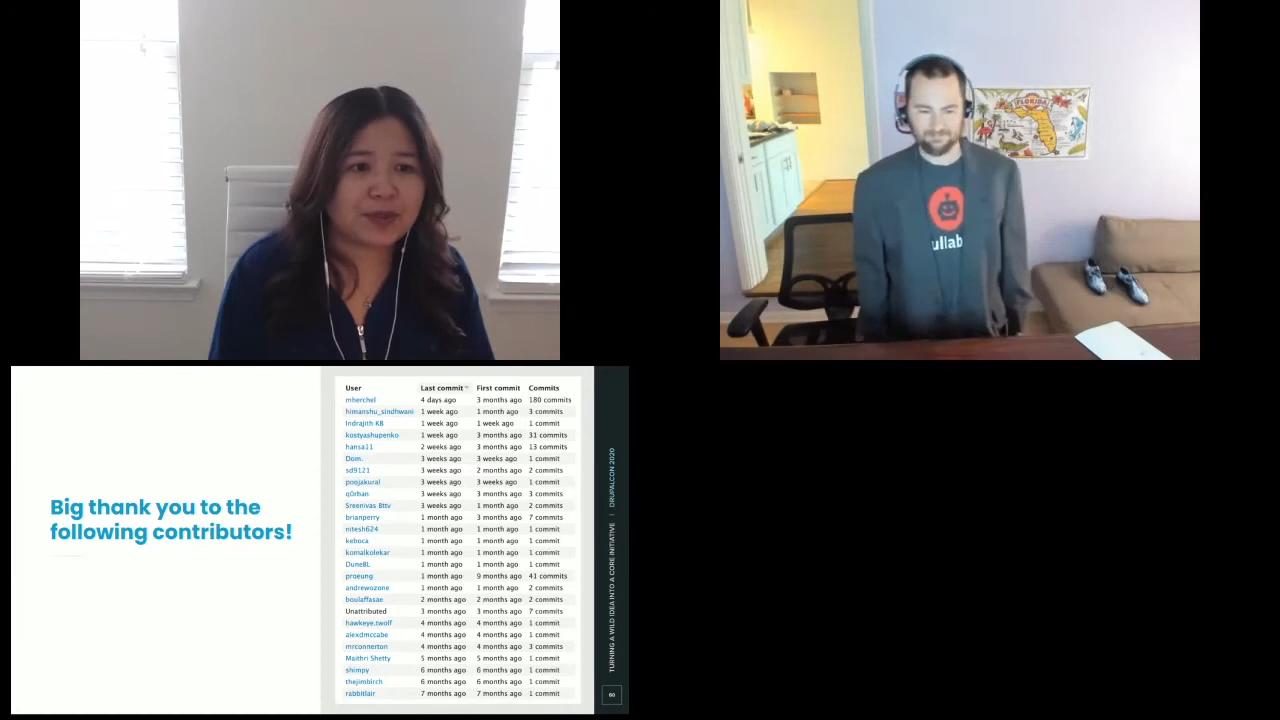 FLORIDA
ullab
Big thank you to the
following contributors!
User Last commit First commit Commits
mherchel 4 days ago 3 months ago 180 commits
himanshu_sindhwani 1 week ago 1 month ago 3 commits
Indrajith KB 1 week ago 1 week ago 1 commit
kostyashupenko 1 week ago 3 months ago 31 commits
hansa11 2 weeks ago 3 months ago 13 commits
Dom. 3 weeks ago 3 weeks ago 1 commit
sd9121 3 weeks ago 2 months ago 2 commits
poojakural 3 weeks ago 3 weeks ago 1 commit
q0rban 3 weeks ago 3 months ago 3 commits
Sreenivas Bttv 3 weeks ago 1 month ago 2 commits
brianperry 1 month ago 3 months ago 7 commits
nitesh624 1 month ago 1 month ago 1 commit
keboca 1 month ago 1 month ago 1 commit
komalkolekar 1 month ago 1 month ago 1 commit
DuneBL 1 month ago 1 month ago 1 commit
proeung 1 month ago 9 months ago 41 commits
andrewozone 1 month ago 1 month ago 2 commits
boulaffasae 2 months ago 2 months ago 2 commits
Unattributed 3 months ago 3 months ago 7 commits
hawkeye.twolf 4 months ago 4 months ago 1 commit
alexdmccabe 4 months ago 4 months ago 1 commit
mrconnerton 4 months ago 4 months ago 3 commits
Maithri Shetty 5 months ago 5 months ago 1 commit
shimpy 6 months ago 6 months ago 1 commit
thejimbirch 6 months ago 6 months ago 1 commit
rabbitlair 7 months ago 7 months ago 1 commit
TURNING A WILD IDEA INTO A CORE INITIATIVE | DRUPALCON 2020
60